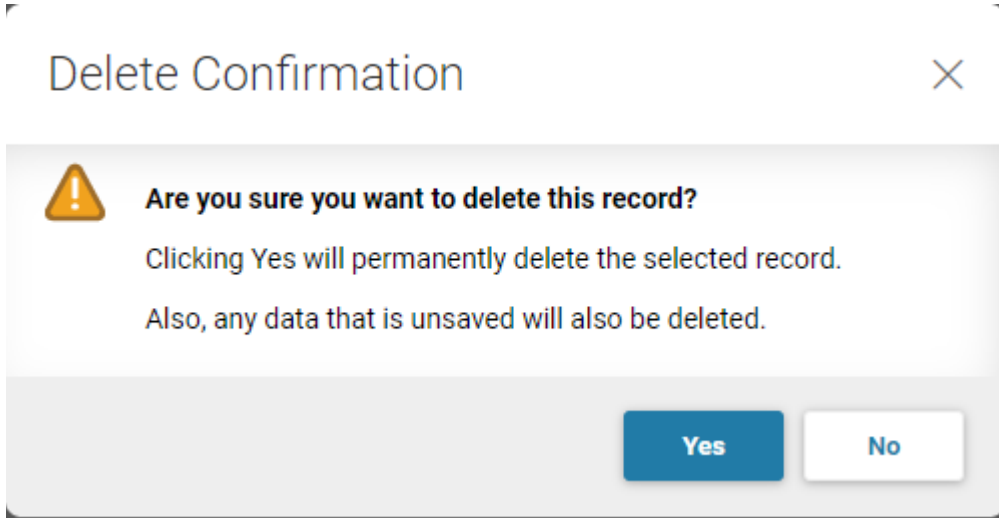 Delete Confirmation
Are you sure you want to delete this record?
Clicking Yes will permanently delete the selected record.
Also, any data that is unsaved will also be deleted.
Yes
No